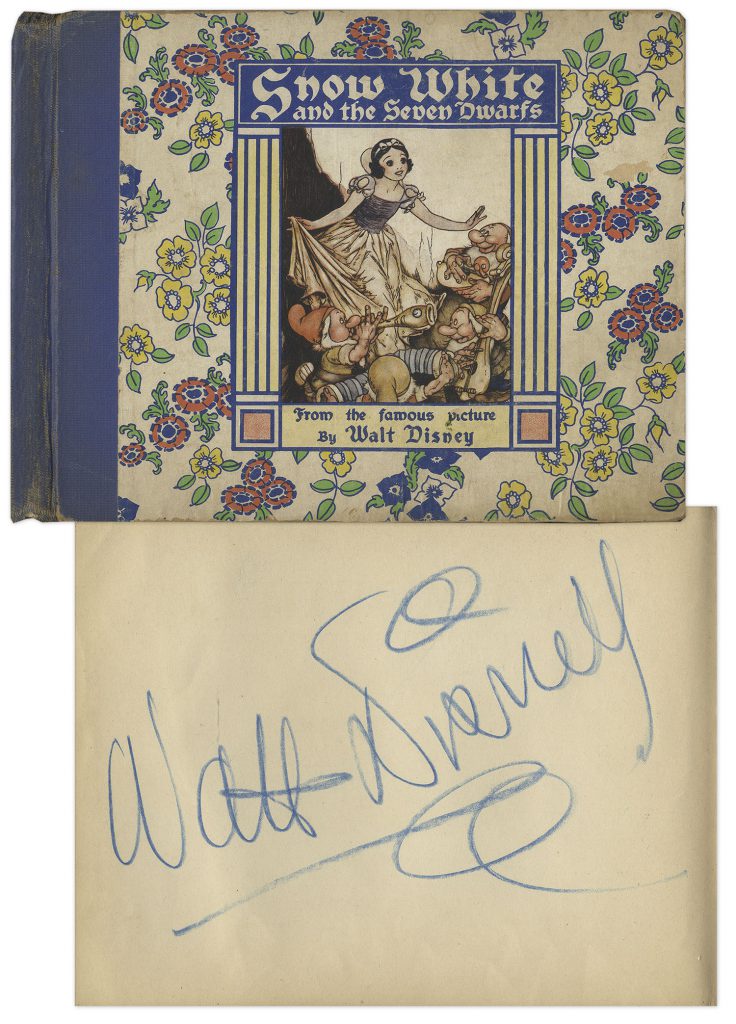 Snow White
and the Seven Dwarfs
From the famous picture
By Walt Disney
Walt Disney